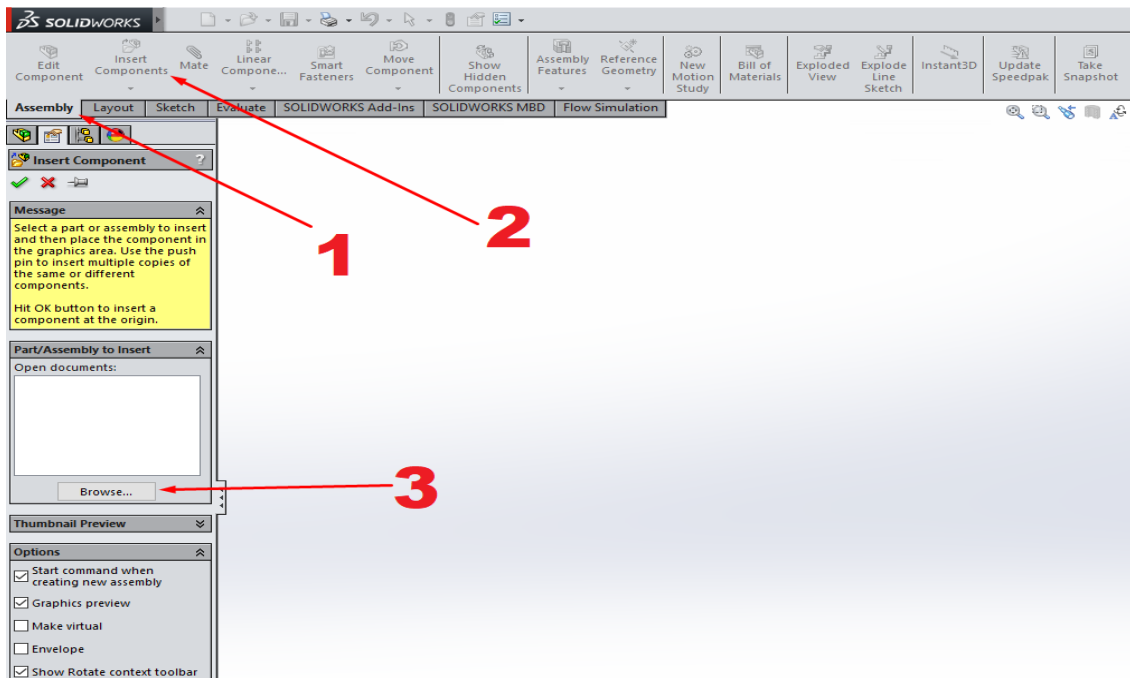 SOLIDWORKS
Edit Component
Insert Components
Mate
Linear Compone...
Smart Fasteners
Move Component
Show Hidden Components
Assembly Features
Reference Geometry
New Motion Study
Bill of Materials
Exploded View
Explode Line Sketch
Instant3D
Update Speedpak
Take Snapshot
Assembly
Layout
Sketch
Evaluate
SOLIDWORKS Add-Ins
SOLIDWORKS MBD
Flow Simulation
Insert Component
?
Message
Select a part or assembly to insert
and then place the component in
the graphics area. Use the push
pin to insert multiple copies of
the same or different
components.
Hit OK button to insert a
component at the origin.
1
2
Part/Assembly to Insert
Open documents:
Browse...
3
Thumbnail Preview
Options
Start command when
creating new assembly
Graphics preview
Make virtual
Envelope
Show Rotate context toolbar